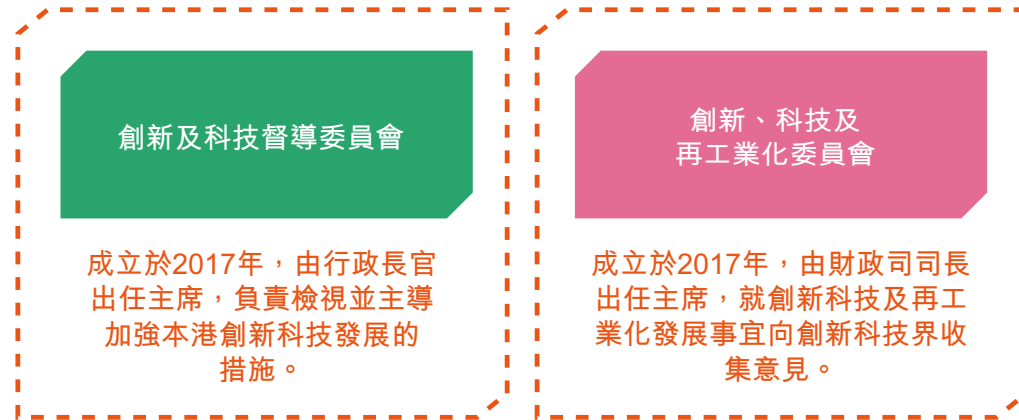 創新及科技督導委員會
成立於2017年，由行政長官
出任主席，負責檢視並主導
加強本港創新科技發展的
措施。
創新、科技及
再工業化委員會
成立於2017年，由財政司司長
出任主席，就創新科技及再工
業化發展事宜向創新科技界收
集意見。